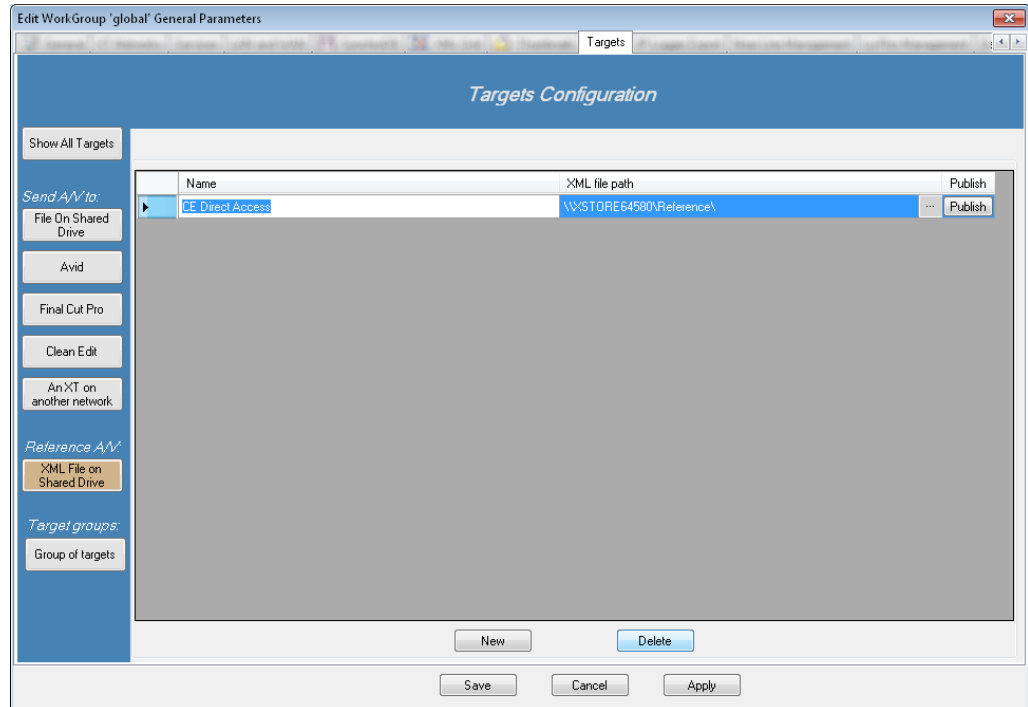 Edit WorkGroup 'global' General Parameters
Targets
Targets Configuration
Show All Targets
Name XML file path Publish
CE Direct Access \\XSTORE64580\Reference\ ... Publish
Send A/V to:
File On Shared
Drive
Avid
Final Cut Pro
Clean Edit
An XT on
another network
Reference A/V:
XML File on
Shared Drive
Target groups:
Group of targets
New Delete
Save Cancel Apply